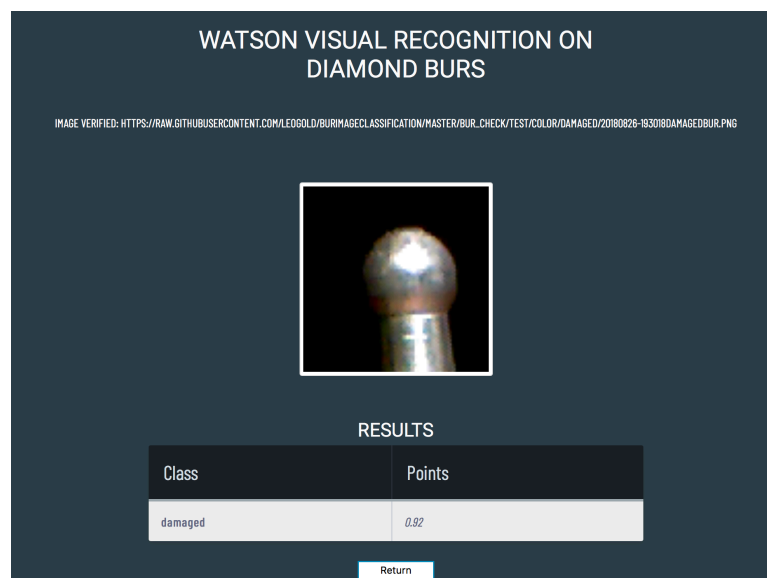 WATSON VISUAL RECOGNITION ON
DIAMOND BURS
IMAGE VERIFIED: HTTPS://RAW.GITHUBUSERCONTENT.COM/LEOGOLD/BURIMAGECLASSIFICATION/MASTER/BUR_CHECK/TEST/COLOR/DAMAGED/20180826-193018DAMAGEDBUR.PNG
RESULTS
Class Points
damaged 0.92
Return